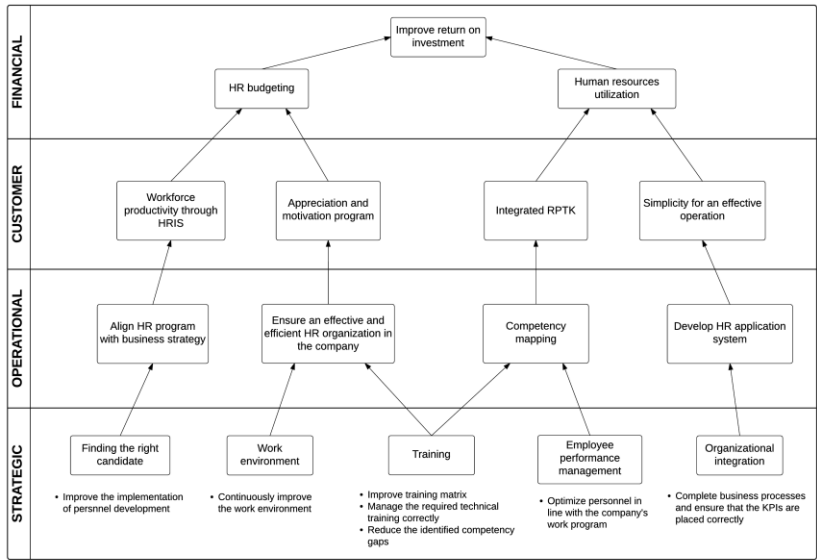 FINANCIAL
Improve return on
investment
HR budgeting
Human resources
utilization
CUSTOMER
Workforce
productivity through
HRIS
Appreciation and
motivation program
Integrated RPTK
Simplicity for an effective
operation
OPERATIONAL
Align HR program
with business strategy
Ensure an effective and
efficient HR organization in
the company
Competency
mapping
Develop HR application
system
STRATEGIC
Finding the right
candidate
Work
environment
Training
Employee
performance
management
Organizational
integration
• Improve the implementation
of persnnel development
• Continuously improve
the work environment
• Improve training matrix
• Manage the required technical
training correctly
• Reduce the identified competency
gaps
• Optimize personnel in
line with the company's
work program
• Complete business processes
and ensure that the KPIs are
placed correctly